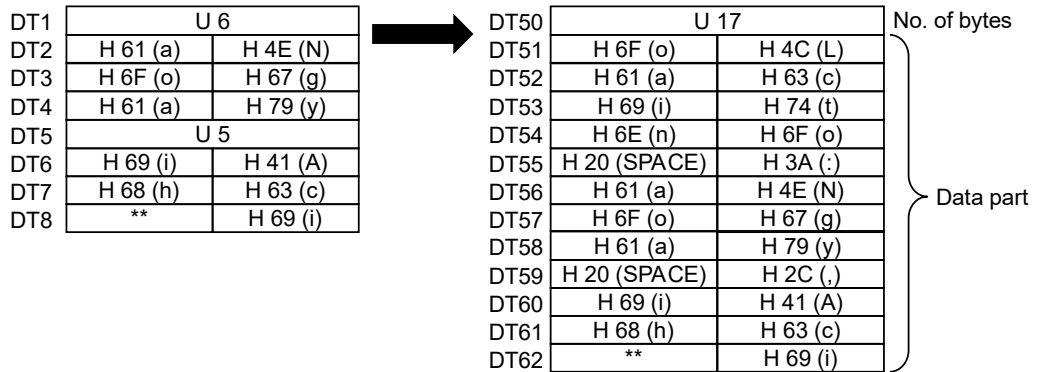 DT1 U 6
DT2 H 61 (a) H 4E (N)
DT3 H 6F (o) H 67 (g)
DT4 H 61 (a) H 79 (y)
DT5 U 5
DT6 H 69 (i) H 41 (A)
DT7 H 68 (h) H 63 (c)
DT8 ** H 69 (i)
DT50 U 17 No. of bytes
DT51 H 6F (o) H 4C (L)
DT52 H 61 (a) H 63 (c)
DT53 H 69 (i) H 74 (t)
DT54 H 6E (n) H 6F (o)
DT55 H 20 (SPACE) H 3A (:)
DT56 H 61 (a) H 4E (N)
DT57 H 6F (o) H 67 (g)
DT58 H 61 (a) H 79 (y)
DT59 H 20 (SPACE) H 2C (,)
DT60 H 69 (i) H 41 (A)
DT61 H 68 (h) H 63 (c)
DT62 ** H 69 (i)
Data part